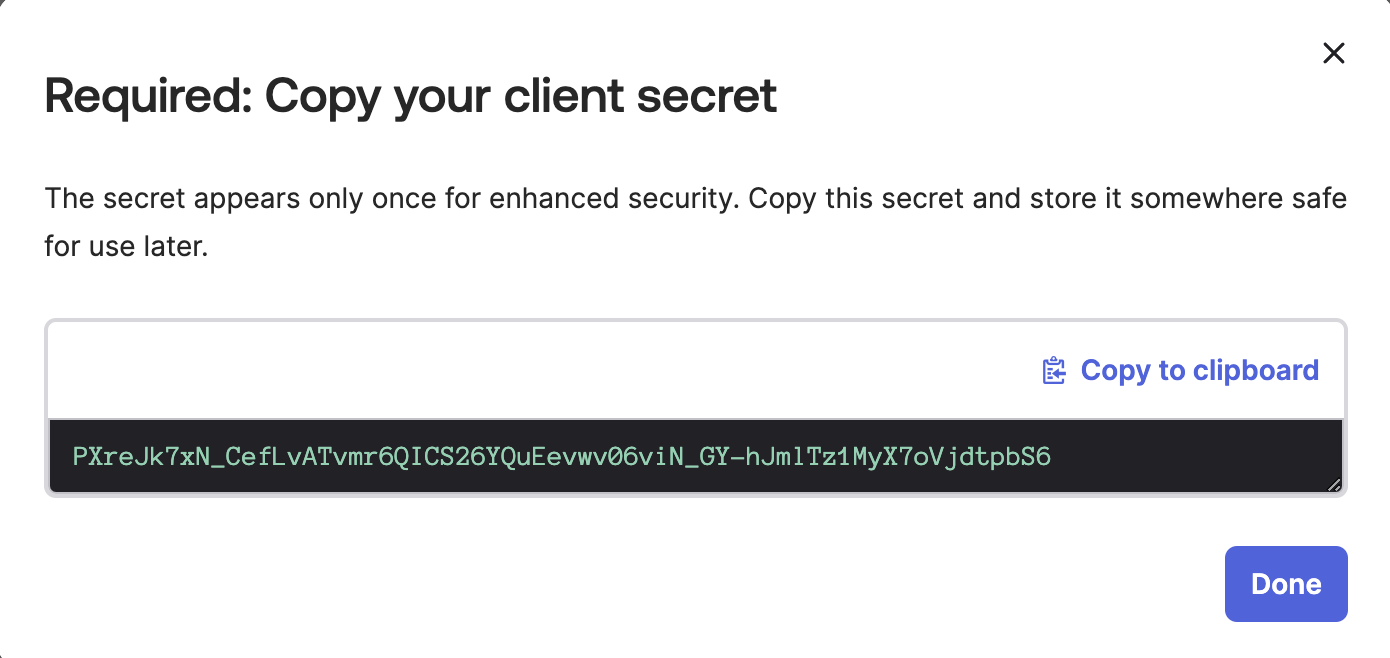 Required: Copy your client secret
The secret appears only once for enhanced security. Copy this secret and store it somewhere safe
for use later.
Copy to clipboard
PXreJk7xN_CefLvATvmr6QICS26YQuEevwv06viN_GY-hJmlTz1MyX7oVjdtpbS6
Done